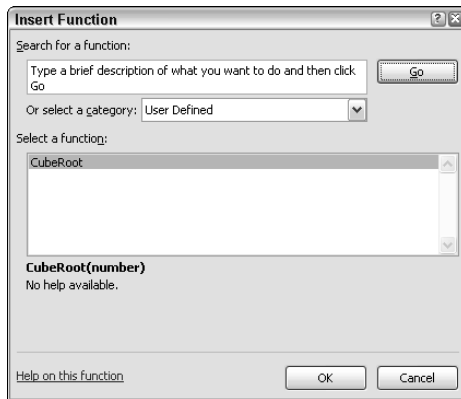 Insert Function
Search for a function:
Type a brief description of what you want to do and then click
Go
Go
Or select a category: User Defined
Select a function:
CubeRoot
CubeRoot(number)
No help available.
Help on this function
OK
Cancel